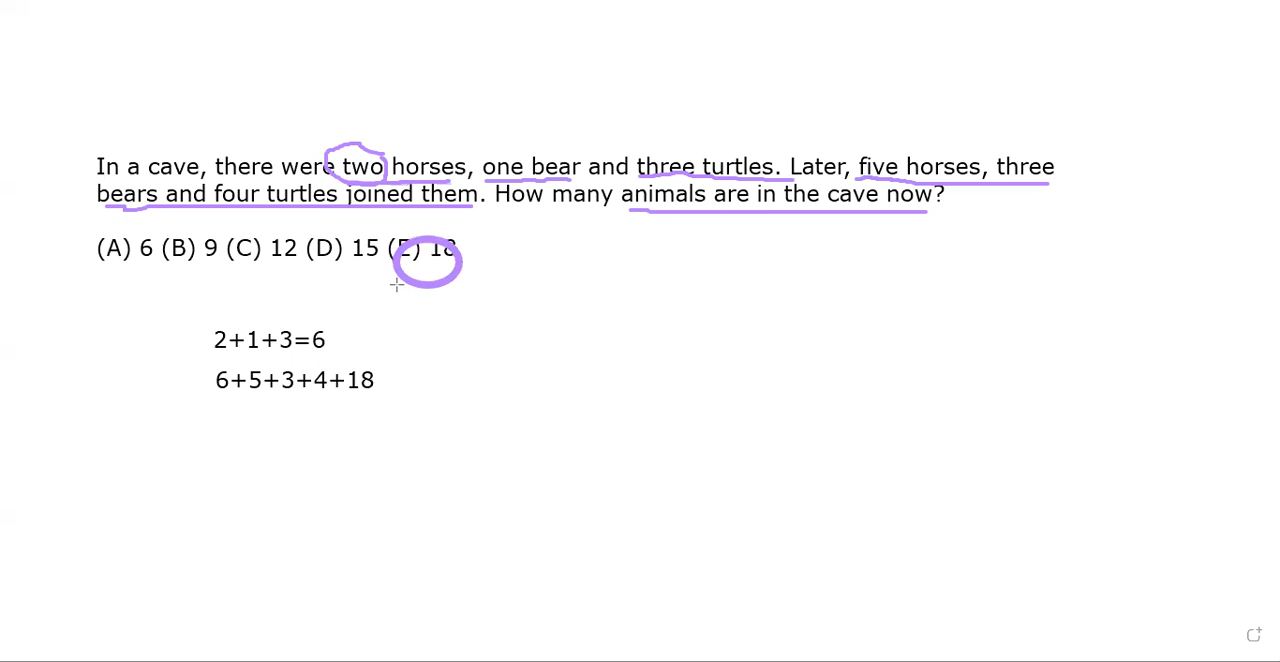 In a cave, there were two horses, one bear and three turtles. Later, five horses, three
bears and four turtles joined them. How many animals are in the cave now?
(A) 6 (B) 9 (C) 12 (D) 15 (E) 18
2+1+3=6
6+5+3+4+18